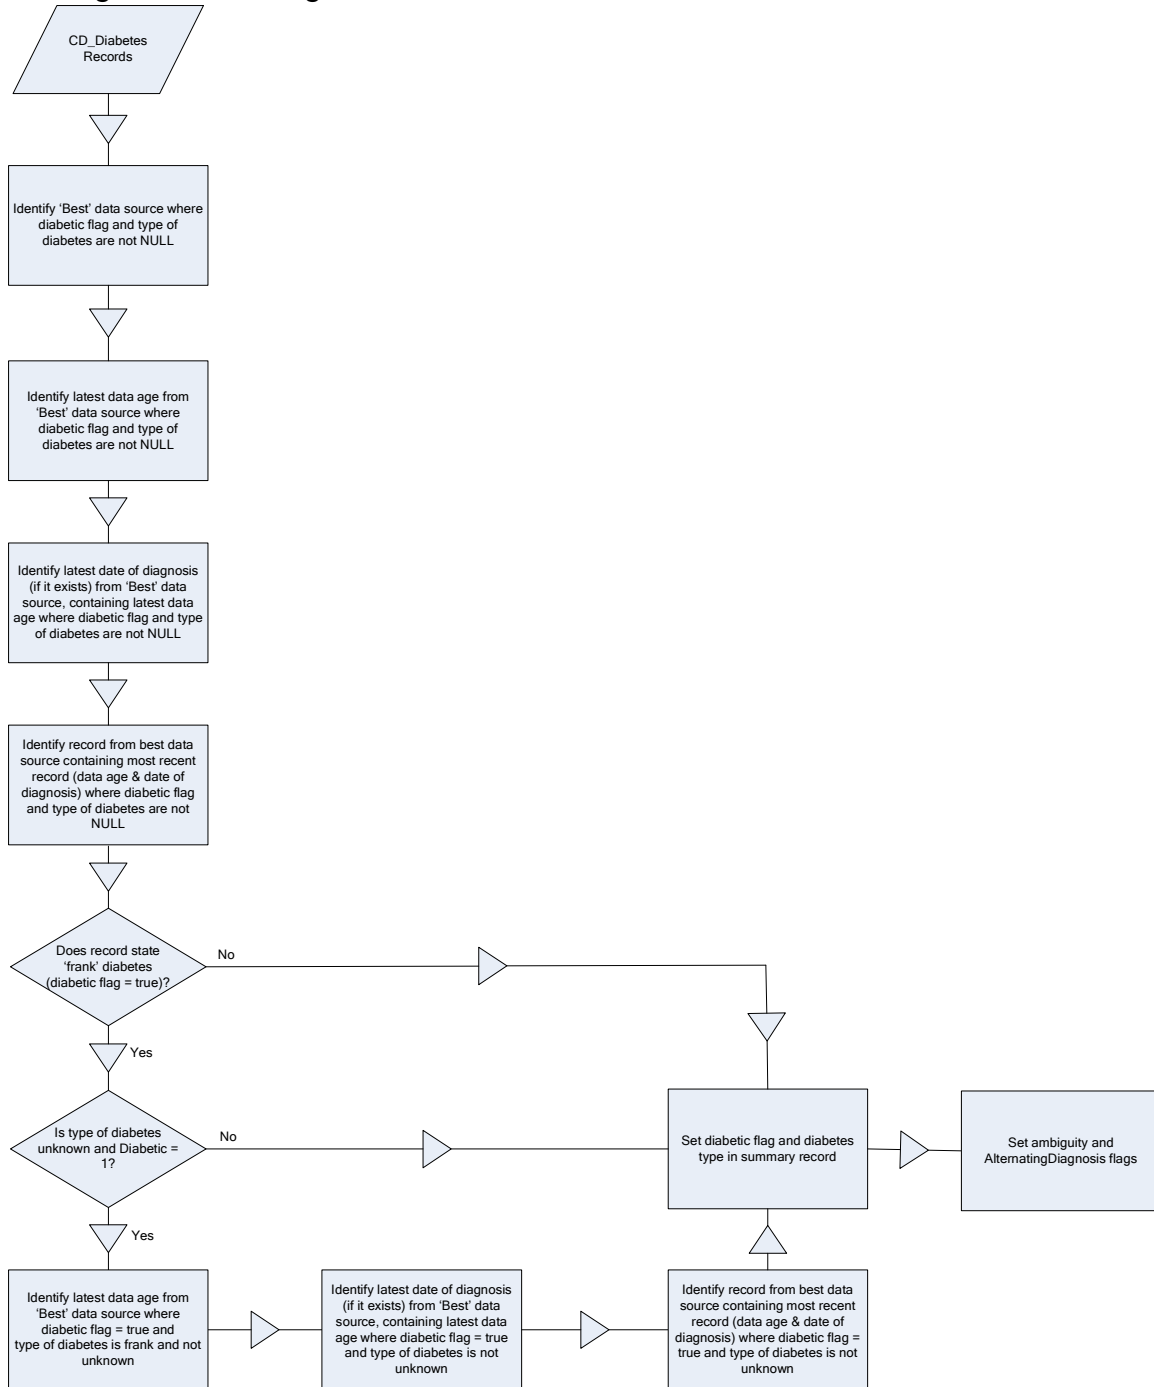 CD_Diabetes
Records
Identify ‘Best’ data source where
diabetic flag and type of
diabetes are not NULL
Identify latest data age from
‘Best’ data source where
diabetic flag and type of
diabetes are not NULL
Identify latest date of diagnosis
(if it exists) from ‘Best’ data
source, containing latest data
age where diabetic flag and type
of diabetes are not NULL
Identify record from best data
source containing most recent
record (data age & date of
diagnosis) where diabetic flag
and type of diabetes are not
NULL
Does record state
‘frank’ diabetes
(diabetic flag = true)?
No
Yes
Is type of diabetes
unknown and Diabetic =
1?
No
Yes
Set diabetic flag and diabetes
type in summary record
Set ambiguity and
AlternatingDiagnosis flags
Identify latest data age from
‘Best’ data source where
diabetic flag = true and
type of diabetes is frank and not
unknown
Identify latest date of diagnosis
(if it exists) from ‘Best’ data
source, containing latest data
age where diabetic flag = true
and type of diabetes is not
unknown
Identify record from best data
source containing most recent
record (data age & date of
diagnosis) where diabetic flag =
true and type of diabetes is not
unknown